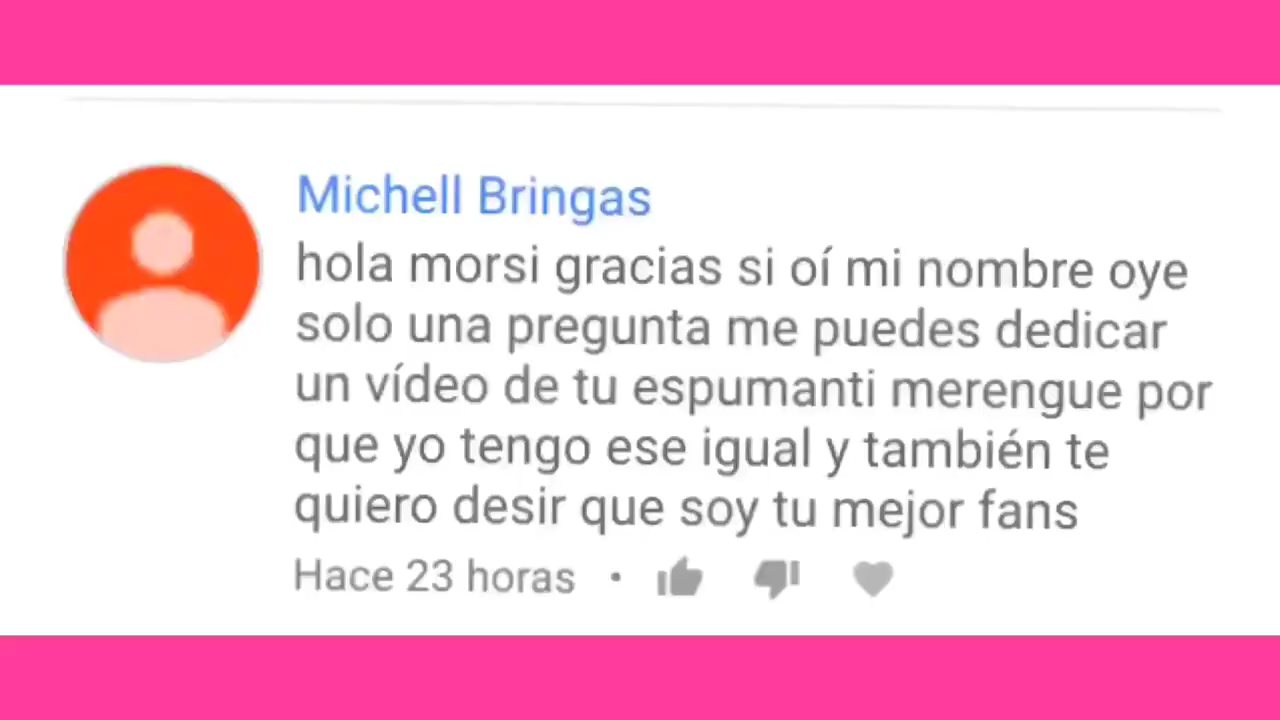 Michell Bringas
hola morsi gracias si oí mi nombre oye
solo una pregunta me puedes dedicar
un vídeo de tu espumanti merengue por
que yo tengo ese igual y también te
quiero desir que soy tu mejor fans
Hace 23 horas •